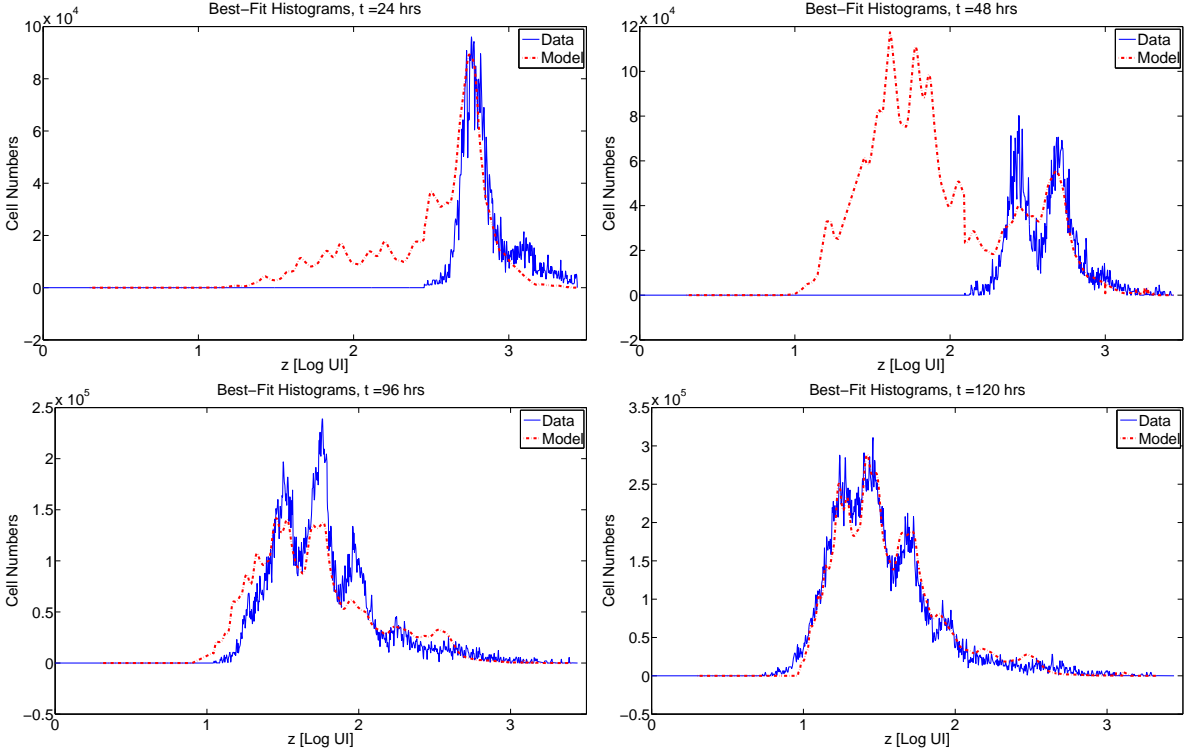 Best−Fit Histograms, t =24 hrs
x 10^4
10
8
6
4
2
0
−2
0 1 2 3
Cell Numbers
z [Log UI]
Data
Model
Best−Fit Histograms, t =48 hrs
x 10^4
12
10
8
6
4
2
0
−2
0 1 2 3
Cell Numbers
z [Log UI]
Data
Model
Best−Fit Histograms, t =96 hrs
x 10^5
2.5
2
1.5
1
0.5
0
−0.5
0 1 2 3
Cell Numbers
z [Log UI]
Data
Model
Best−Fit Histograms, t =120 hrs
x 10^5
3.5
3
2.5
2
1.5
1
0.5
0
−0.5
0 1 2 3
Cell Numbers
z [Log UI]
Data
Model